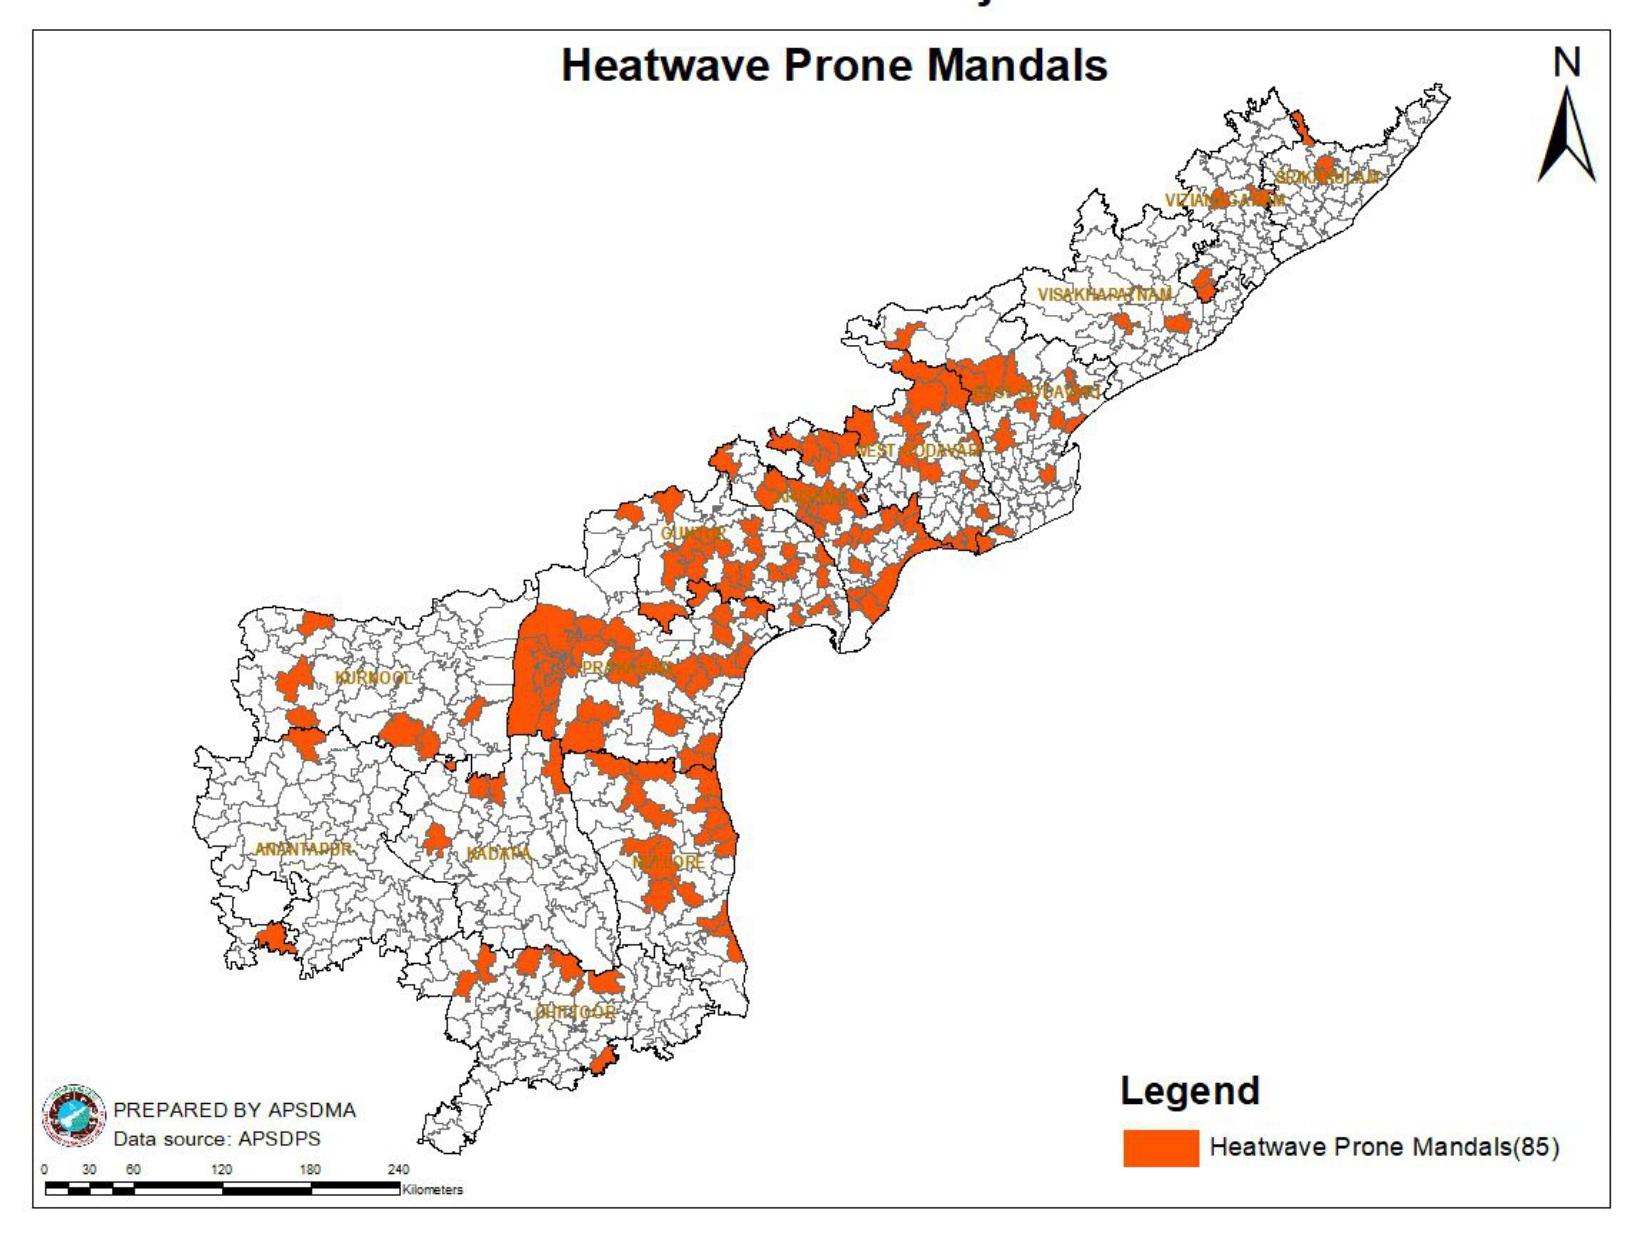 Heatwave Prone Mandals
N
SRIKAKULAM
VIZIANAGARAM
VISAKHAPATNAM
EAST GODAVARI
WEST GODAVARI
KRISHNA
GUNTUR
PRAKASAM
KURNOOL
ANANTAPUR
KADAPA
NELLORE
CHITTOOR
Legend
Heatwave Prone Mandals(85)
PREPARED BY APSDMA
Data source: APSDPS
0 30 60 120 180 240
Kilometers